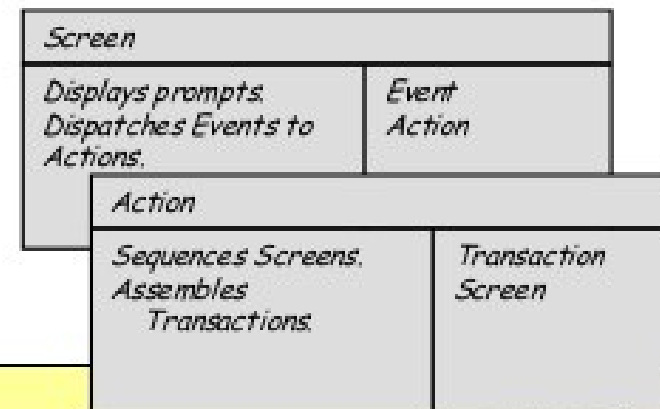 Screen
Displays prompts.
Dispatches Events to
Actions.
Event
Action
Action
Sequences Screens.
Assembles
Transactions.
Transaction
Screen